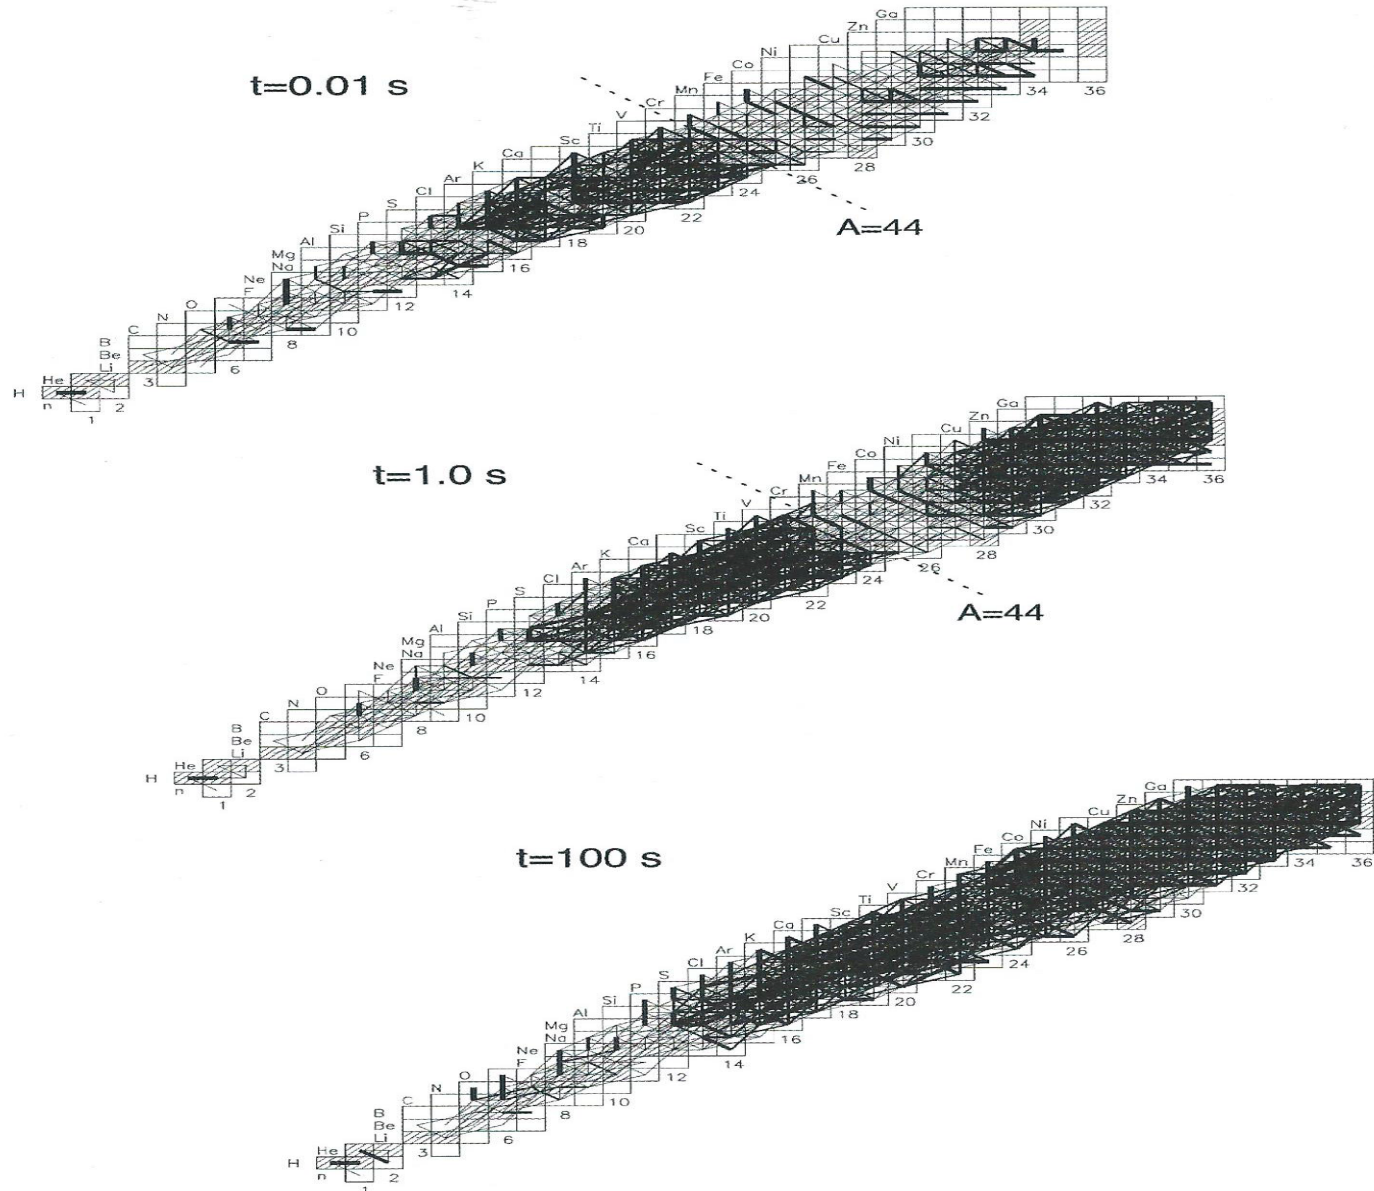 t=0.01 s
Ga
Zn
Cu
Ni
Co
Fe
Mn
Cr
V
Ti
Sc
Ca
K
Ar
Cl
S
P
Si
Al
Mg
Na
Ne
F
O
N
C
B
Be
Li
He
H
n
1
2
3
6
8
10
12
14
16
18
20
22
24
26
28
30
32
34
36
A=44
t=1.0 s
Ga
Zn
Cu
Ni
Co
Fe
Mn
Cr
V
Ti
Sc
Ca
K
Ar
Cl
S
P
Si
Al
Mg
Na
Ne
F
O
N
C
B
Be
Li
He
H
n
1
2
3
6
8
10
12
14
16
18
20
22
24
26
28
30
32
34
36
A=44
t=100 s
Ga
Zn
Cu
Ni
Co
Fe
Mn
Cr
V
Ti
Sc
Ca
K
Ar
Cl
S
P
Si
Al
Mg
Na
Ne
F
O
N
C
B
Be
Li
He
H
n
1
2
3
6
8
10
12
14
16
18
20
22
24
26
28
30
32
34
36